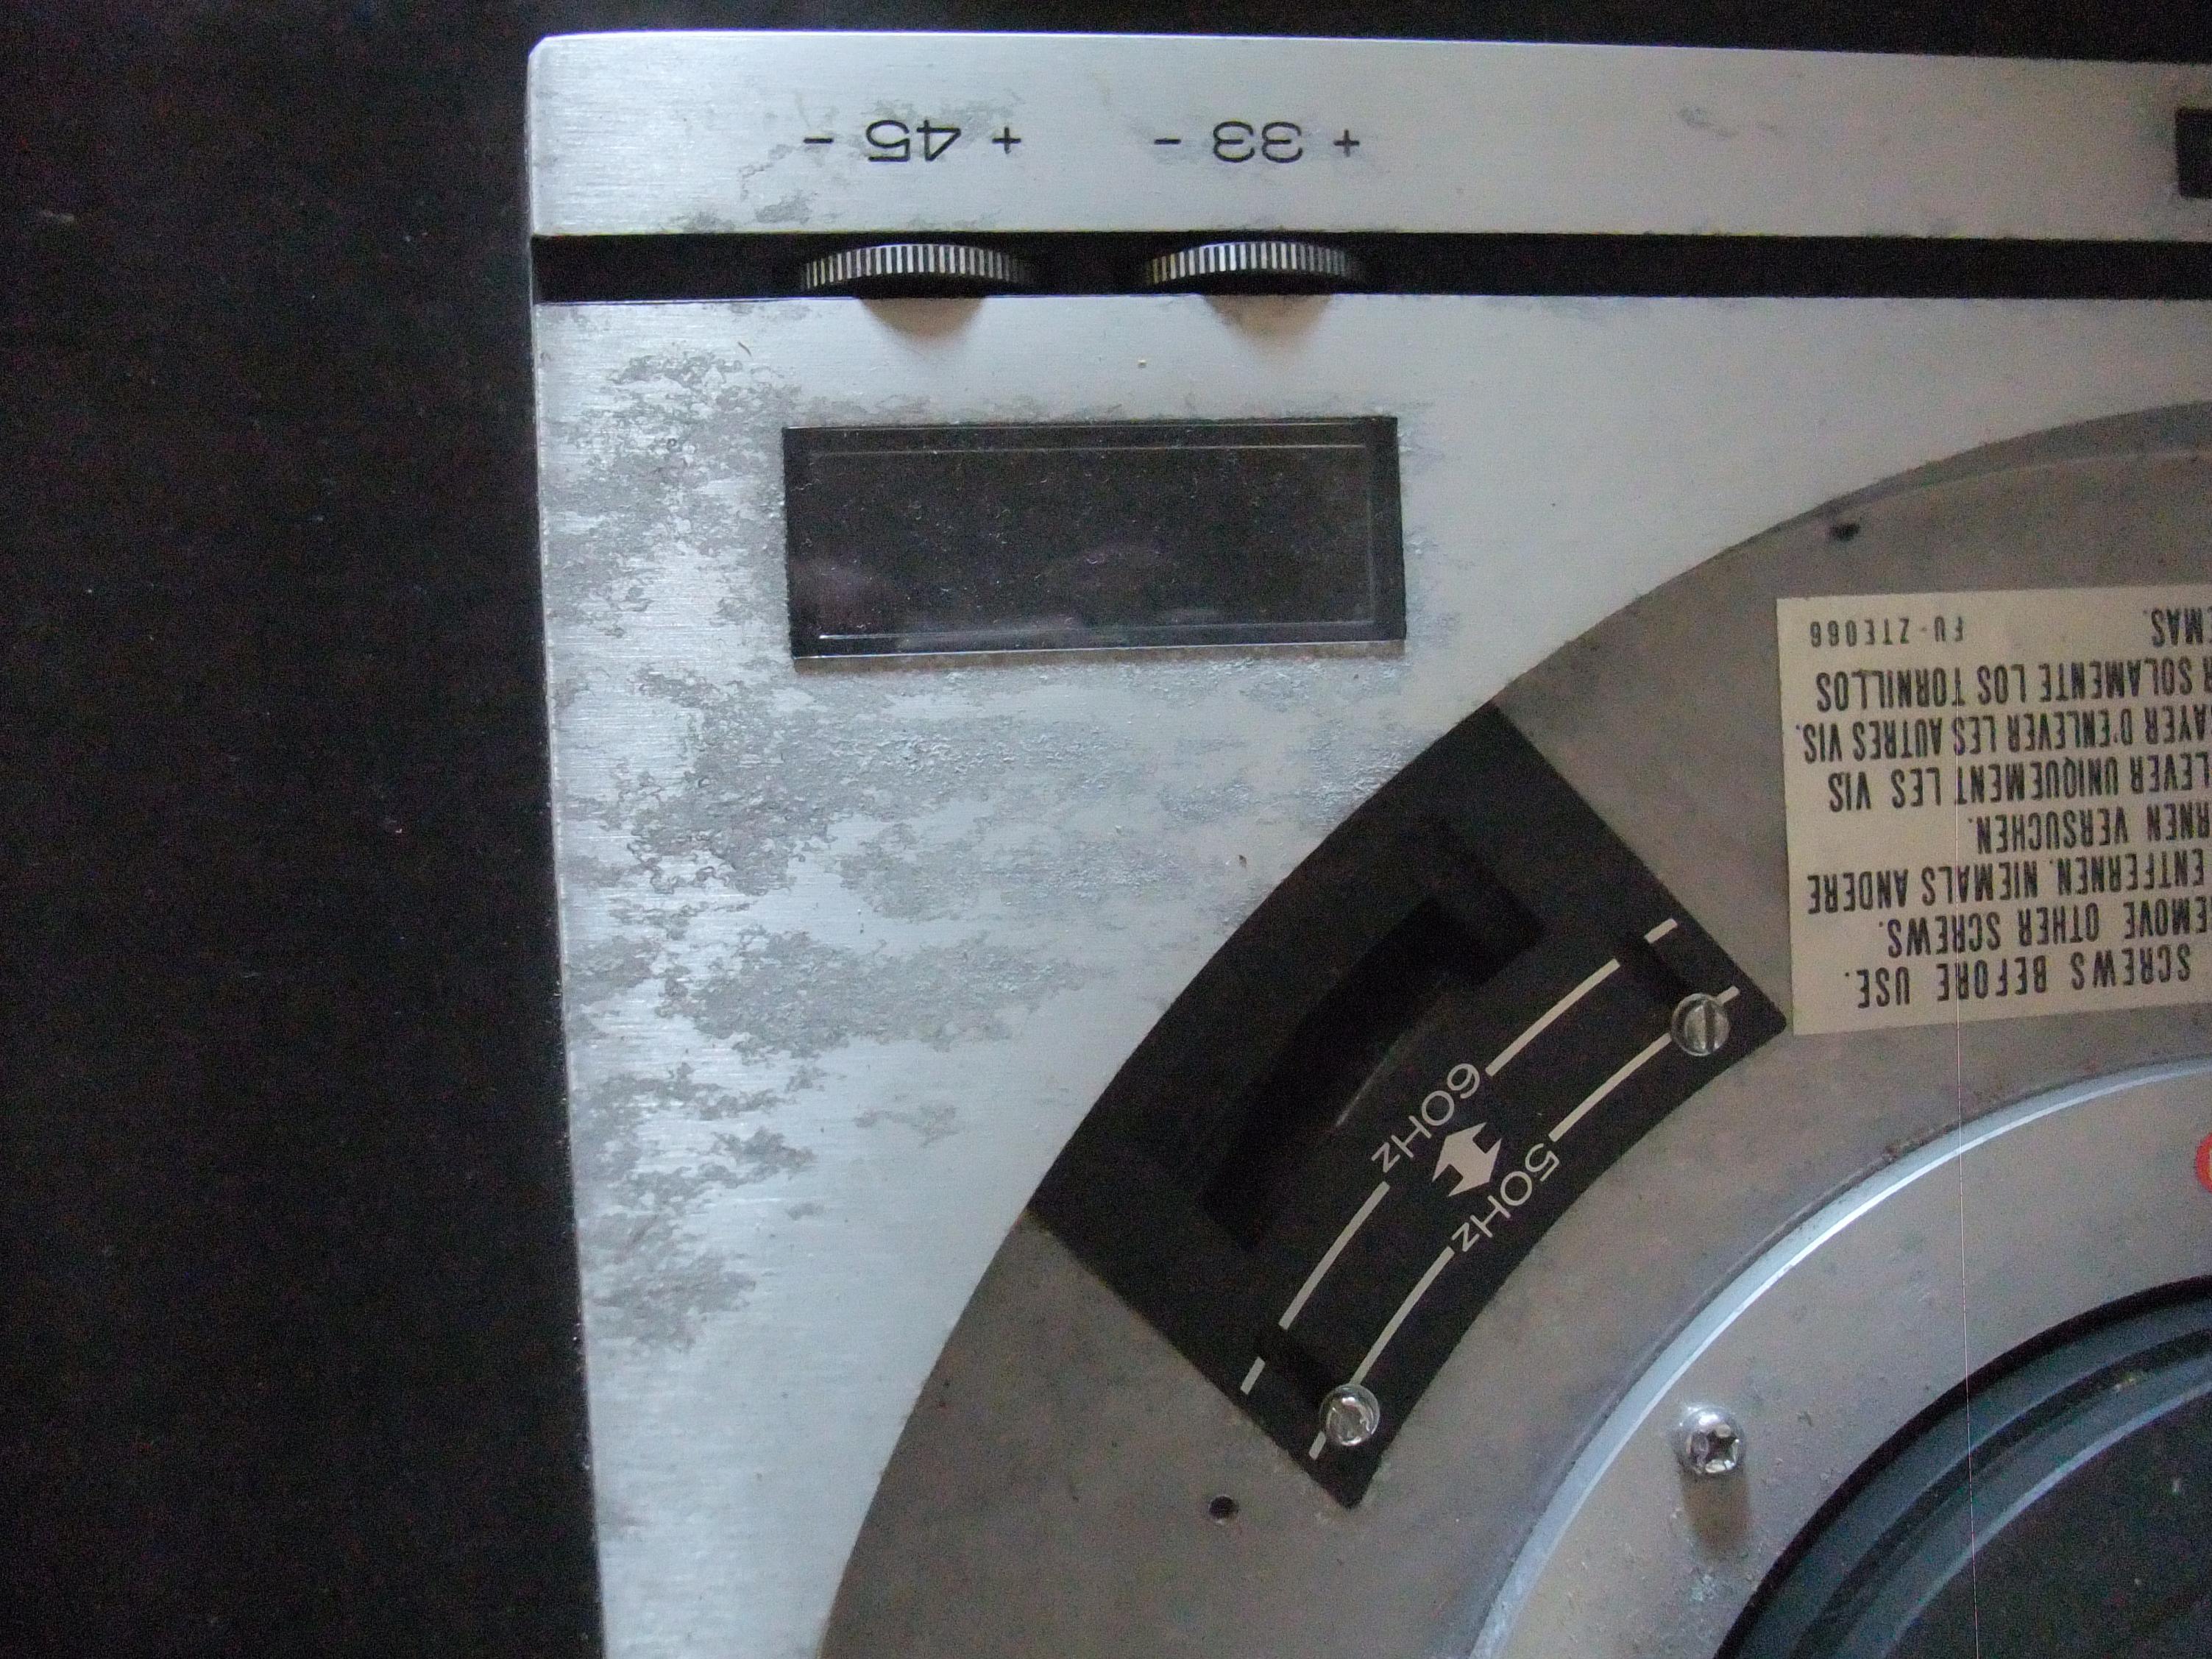 SCREWS BEFORE USE.
EMOVE OTHER SCREWS.
ENTFERNEN. NIEMALS ANDERE
RNEN VERSUCHEN.
LEVER UNIQUEMENT LES VIS
AYER D'ENLEVER LES AUTRES VIS.
R SOLAMENTE LOS TORNILLOS
EMAS. FU-ZTE066
50Hz
60Hz
+ 33 - + 45 -